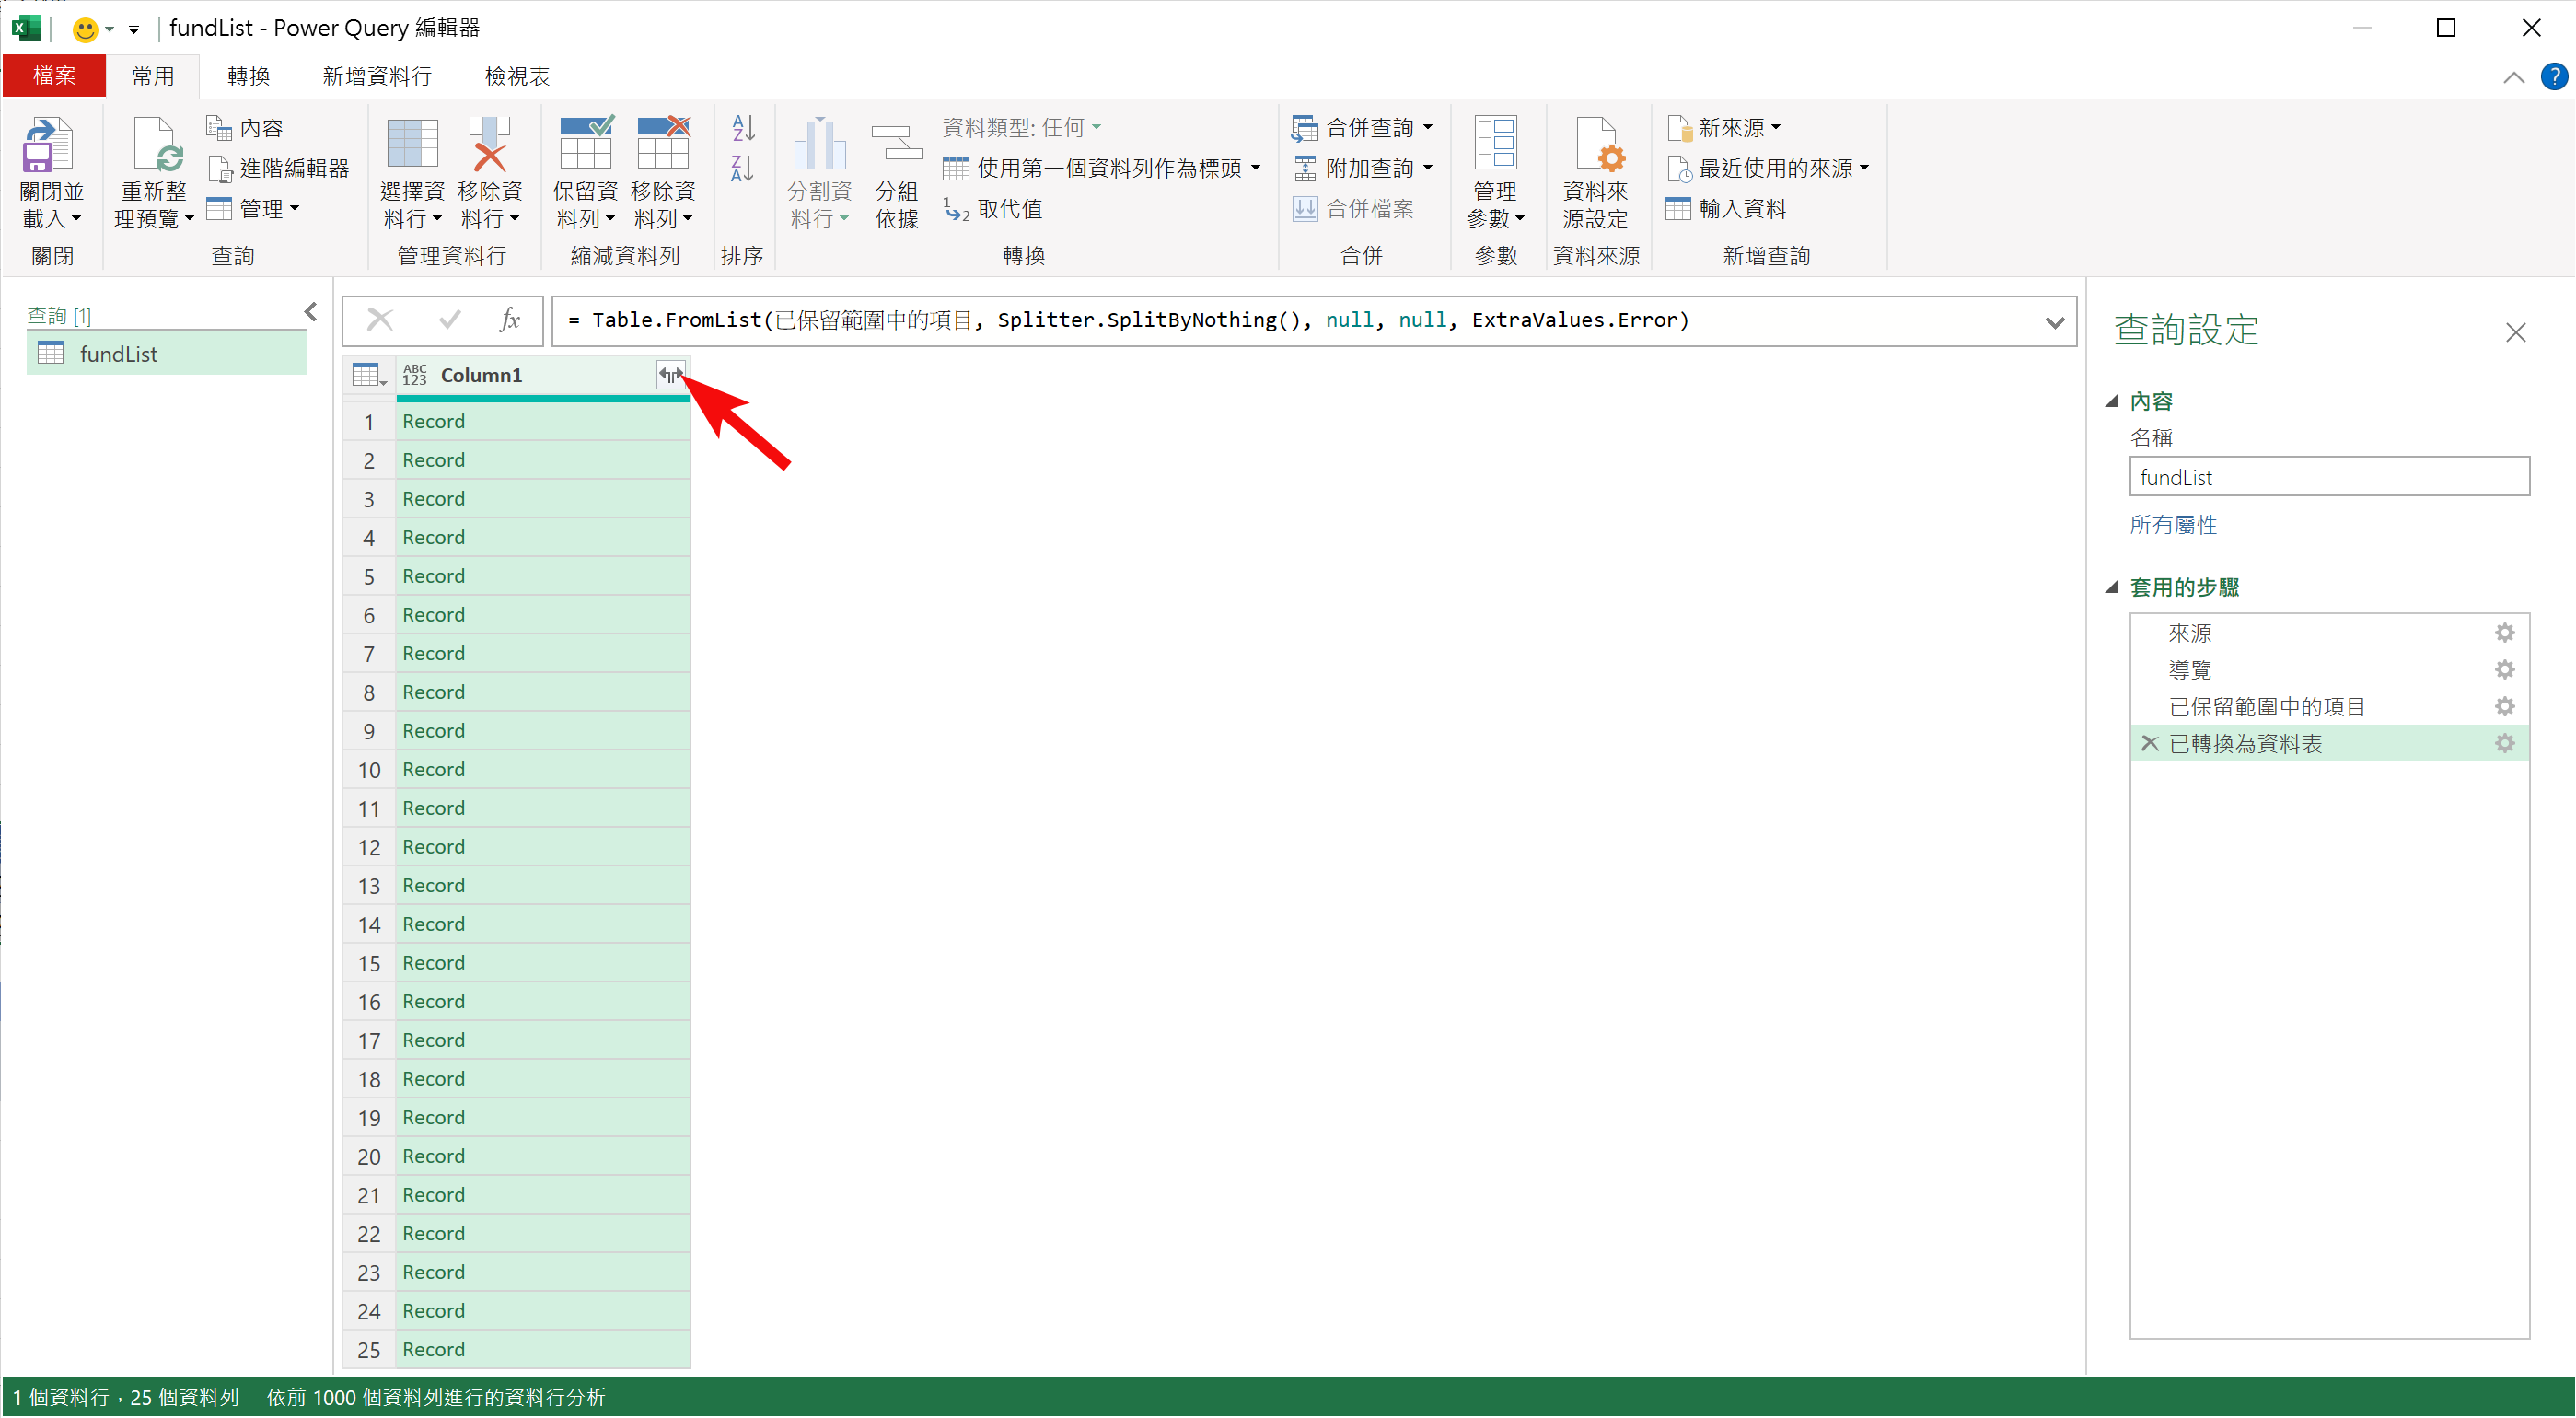 fundList - Power Query 編輯器
檔案 常用 轉換 新增資料行 檢視表
關閉並
載入
關閉
重新整
理預覽
內容
進階編輯器
管理
查詢
選擇資
料行
移除資
料行
管理資料行
保留資
料列
移除資
料列
縮減資料列
排序
分割資
料行
分組
依據
資料類型: 任何
使用第一個資料列作為標頭
1 2 取代值
轉換
合併查詢
附加查詢
合併檔案
合併
管理
參數
參數
資料來
源設定
資料來源
新來源
最近使用的來源
輸入資料
新增查詢
查詢 [1]
fundList
fx = Table.FromList(已保留範圍中的項目, Splitter.SplitByNothing(), null, null, ExtraValues.Error)
ABC 123 Column1
1 Record
2 Record
3 Record
4 Record
5 Record
6 Record
7 Record
8 Record
9 Record
10 Record
11 Record
12 Record
13 Record
14 Record
15 Record
16 Record
17 Record
18 Record
19 Record
20 Record
21 Record
22 Record
23 Record
24 Record
25 Record
查詢設定
內容
名稱
fundList
所有屬性
套用的步驟
來源
導覽
已保留範圍中的項目
已轉換為資料表
1 個資料行，25 個資料列 依前 1000 個資料列進行的資料行分析